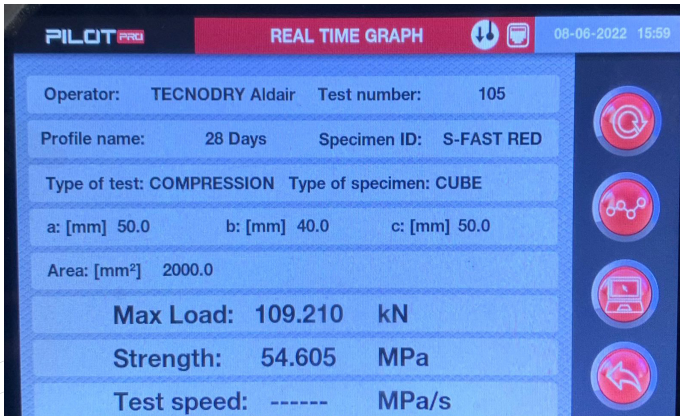 PILOT PRO REAL TIME GRAPH 08-06-2022 15:59
Operator: TECNODRY Aldair Test number: 105
Profile name: 28 Days Specimen ID: S-FAST RED
Type of test: COMPRESSION Type of specimen: CUBE
a: [mm] 50.0 b: [mm] 40.0 c: [mm] 50.0
Area: [mm²] 2000.0
Max Load: 109.210 kN
Strength: 54.605 MPa
Test speed: ------ MPa/s